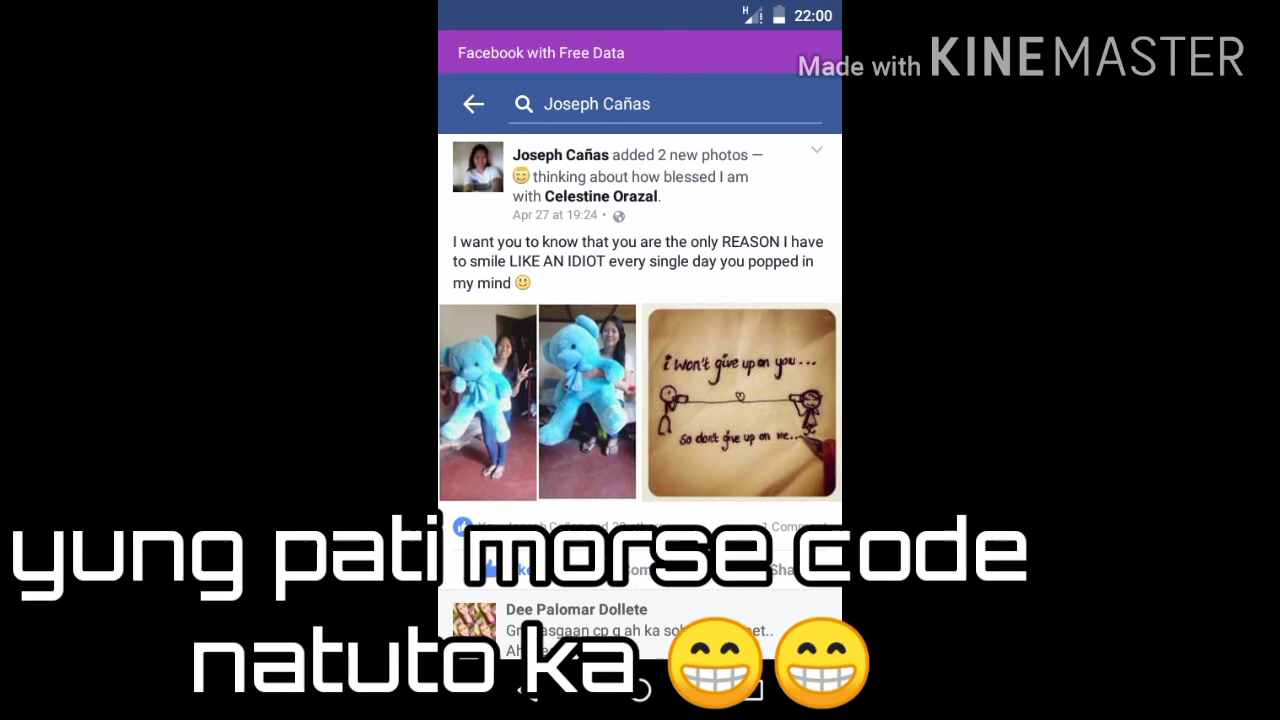 H
22:00
Facebook with Free Data
Made with KINEMASTER
Joseph Cañas
Joseph Cañas added 2 new photos —
😇 thinking about how blessed I am
with Celestine Orazal.
Apr 27 at 19:24 •
I want you to know that you are the only REASON I have
to smile LIKE AN IDIOT every single day you popped in
my mind 🙂
i won't give up on you...
So don't give up on me...
1 Comment
yung pati morse code
Dee Palomar Dollete
natuto ka 😁😁